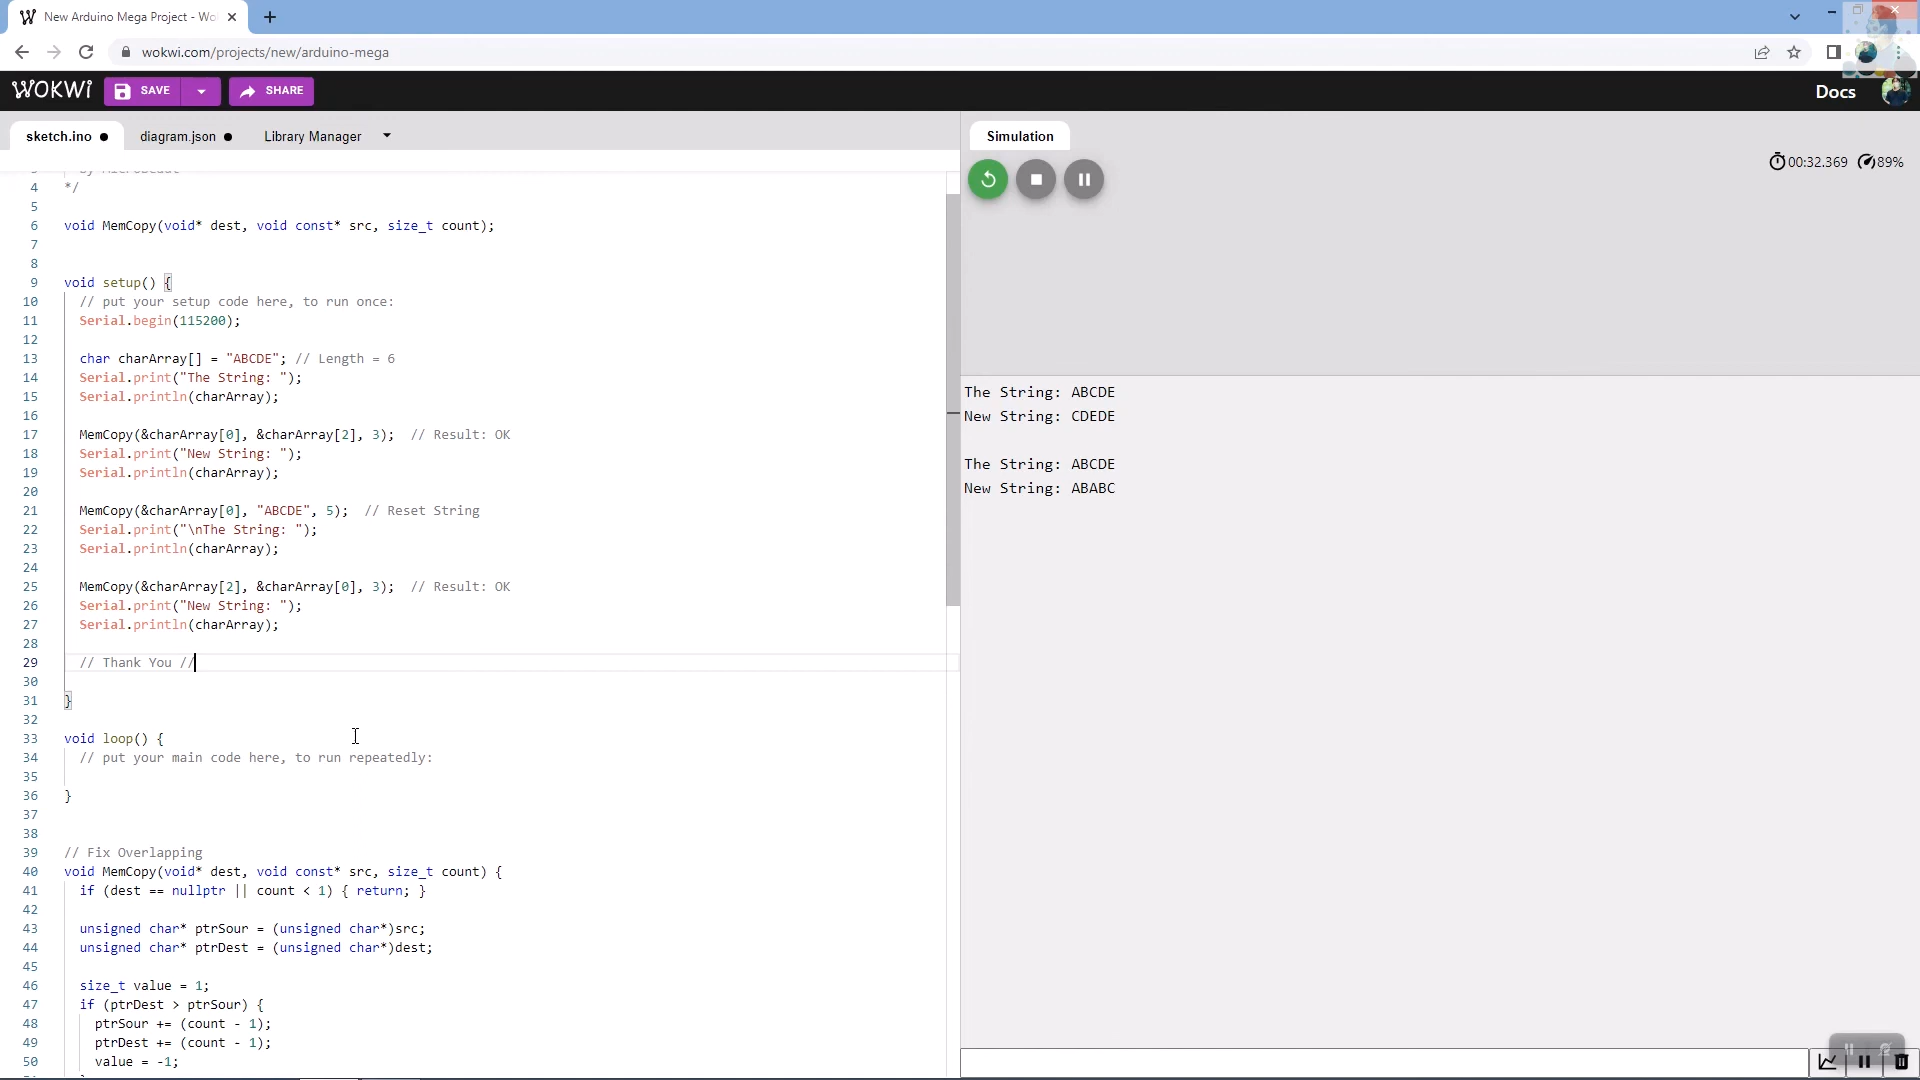 New Arduino Mega Project - Wo
wokwi.com/projects/new/arduino-mega
WOKWI SAVE SHARE Docs
sketch.ino diagram.json Library Manager
Simulation
00:32.369 89%
4 */
5
6 void MemCopy(void* dest, void const* src, size_t count);
7
8
9 void setup() {
10 // put your setup code here, to run once:
11 Serial.begin(115200);
12
13 char charArray[] = "ABCDE"; // Length = 6
14 Serial.print("The String: ");
15 Serial.println(charArray);
16
17 MemCopy(&charArray[0], &charArray[2], 3);  // Result: OK
18 Serial.print("New String: ");
19 Serial.println(charArray);
20
21 MemCopy(&charArray[0], "ABCDE", 5);  // Reset String
22 Serial.print("\nThe String: ");
23 Serial.println(charArray);
24
25 MemCopy(&charArray[2], &charArray[0], 3);  // Result: OK
26 Serial.print("New String: ");
27 Serial.println(charArray);
28
29 // Thank You //
30
31 }
32
33 void loop() {
34 // put your main code here, to run repeatedly:
35
36 }
37
38
39 // Fix Overlapping
40 void MemCopy(void* dest, void const* src, size_t count) {
41 if (dest == nullptr || count < 1) { return; }
42
43 unsigned char* ptrSour = (unsigned char*)src;
44 unsigned char* ptrDest = (unsigned char*)dest;
45
46 size_t value = 1;
47 if (ptrDest > ptrSour) {
48 ptrSour += (count - 1);
49 ptrDest += (count - 1);
50 value = -1;
The String: ABCDE
New String: CDEDE
The String: ABCDE
New String: ABABC